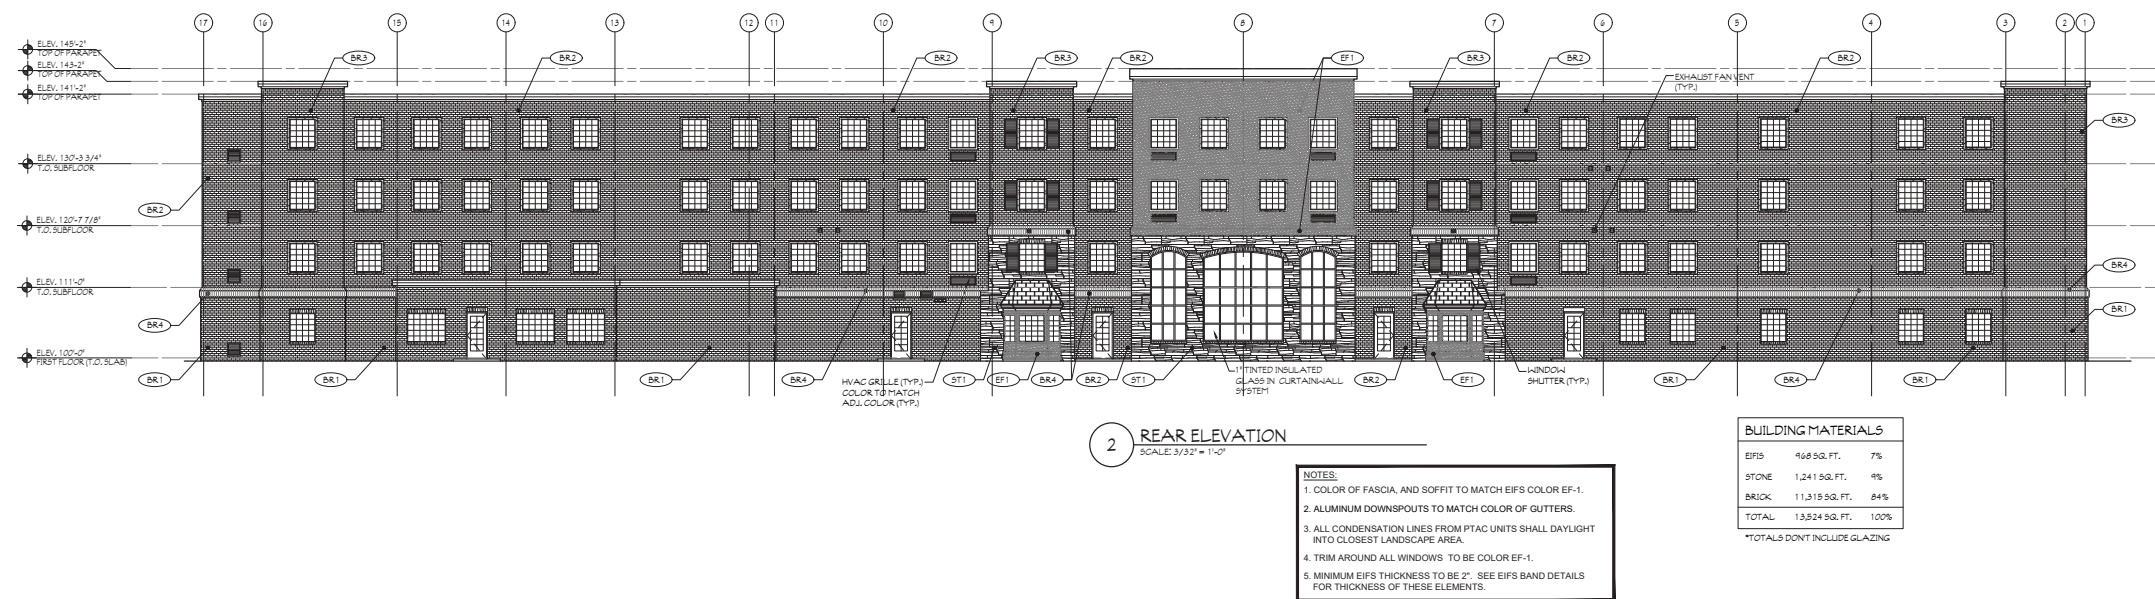 17 16 15 14 13 12 11 10 9 8 7 6 5 4 3 2 1
ELEV. 145'-2"
TOP OF PARAPET
ELEV. 143'-2"
TOP OF PARAPET
ELEV. 141'-2"
TOP OF PARAPET
BR3 BR2 BR2 BR3 BR2 EF1 BR3 BR2 BR2
EXHAUST FAN VENT
(TYP.)
BR3
ELEV. 130'-3 3/4"
T.O. SUBFLOOR
BR2
ELEV. 120'-7 7/8"
T.O. SUBFLOOR
BR4
ELEV. 111'-0"
T.O. SUBFLOOR
BR4
BR1
ELEV. 100'-0"
FIRST FLOOR (T.O. SLAB)
BR1 BR1 BR1 BR4
HVAC GRILLE (TYP.)
COLOR TO MATCH
ADJ. COLOR (TYP.)
ST1 EF1 BR4 BR2 ST1
1" TINTED INSULATED
GLASS IN CURTAINWALL
SYSTEM
BR2 EF1
WINDOW
SHUTTER (TYP.)
BR1 BR4 BR1
2 REAR ELEVATION
SCALE: 3/32" = 1'-0"
NOTES:
1. COLOR OF FASCIA, AND SOFFIT TO MATCH EIFS COLOR EF-1.
2. ALUMINUM DOWNSPOUTS TO MATCH COLOR OF GUTTERS.
3. ALL CONDENSATION LINES FROM PTAC UNITS SHALL DAYLIGHT
INTO CLOSEST LANDSCAPE AREA.
4. TRIM AROUND ALL WINDOWS TO BE COLOR EF-1.
5. MINIMUM EIFS THICKNESS TO BE 2". SEE EIFS BAND DETAILS
FOR THICKNESS OF THESE ELEMENTS.
BUILDING MATERIALS
EIFS 968 SQ. FT. 7%
STONE 1,241 SQ. FT. 9%
BRICK 11,315 SQ. FT. 84%
TOTAL 13,524 SQ. FT. 100%
*TOTALS DON'T INCLUDE GLAZING